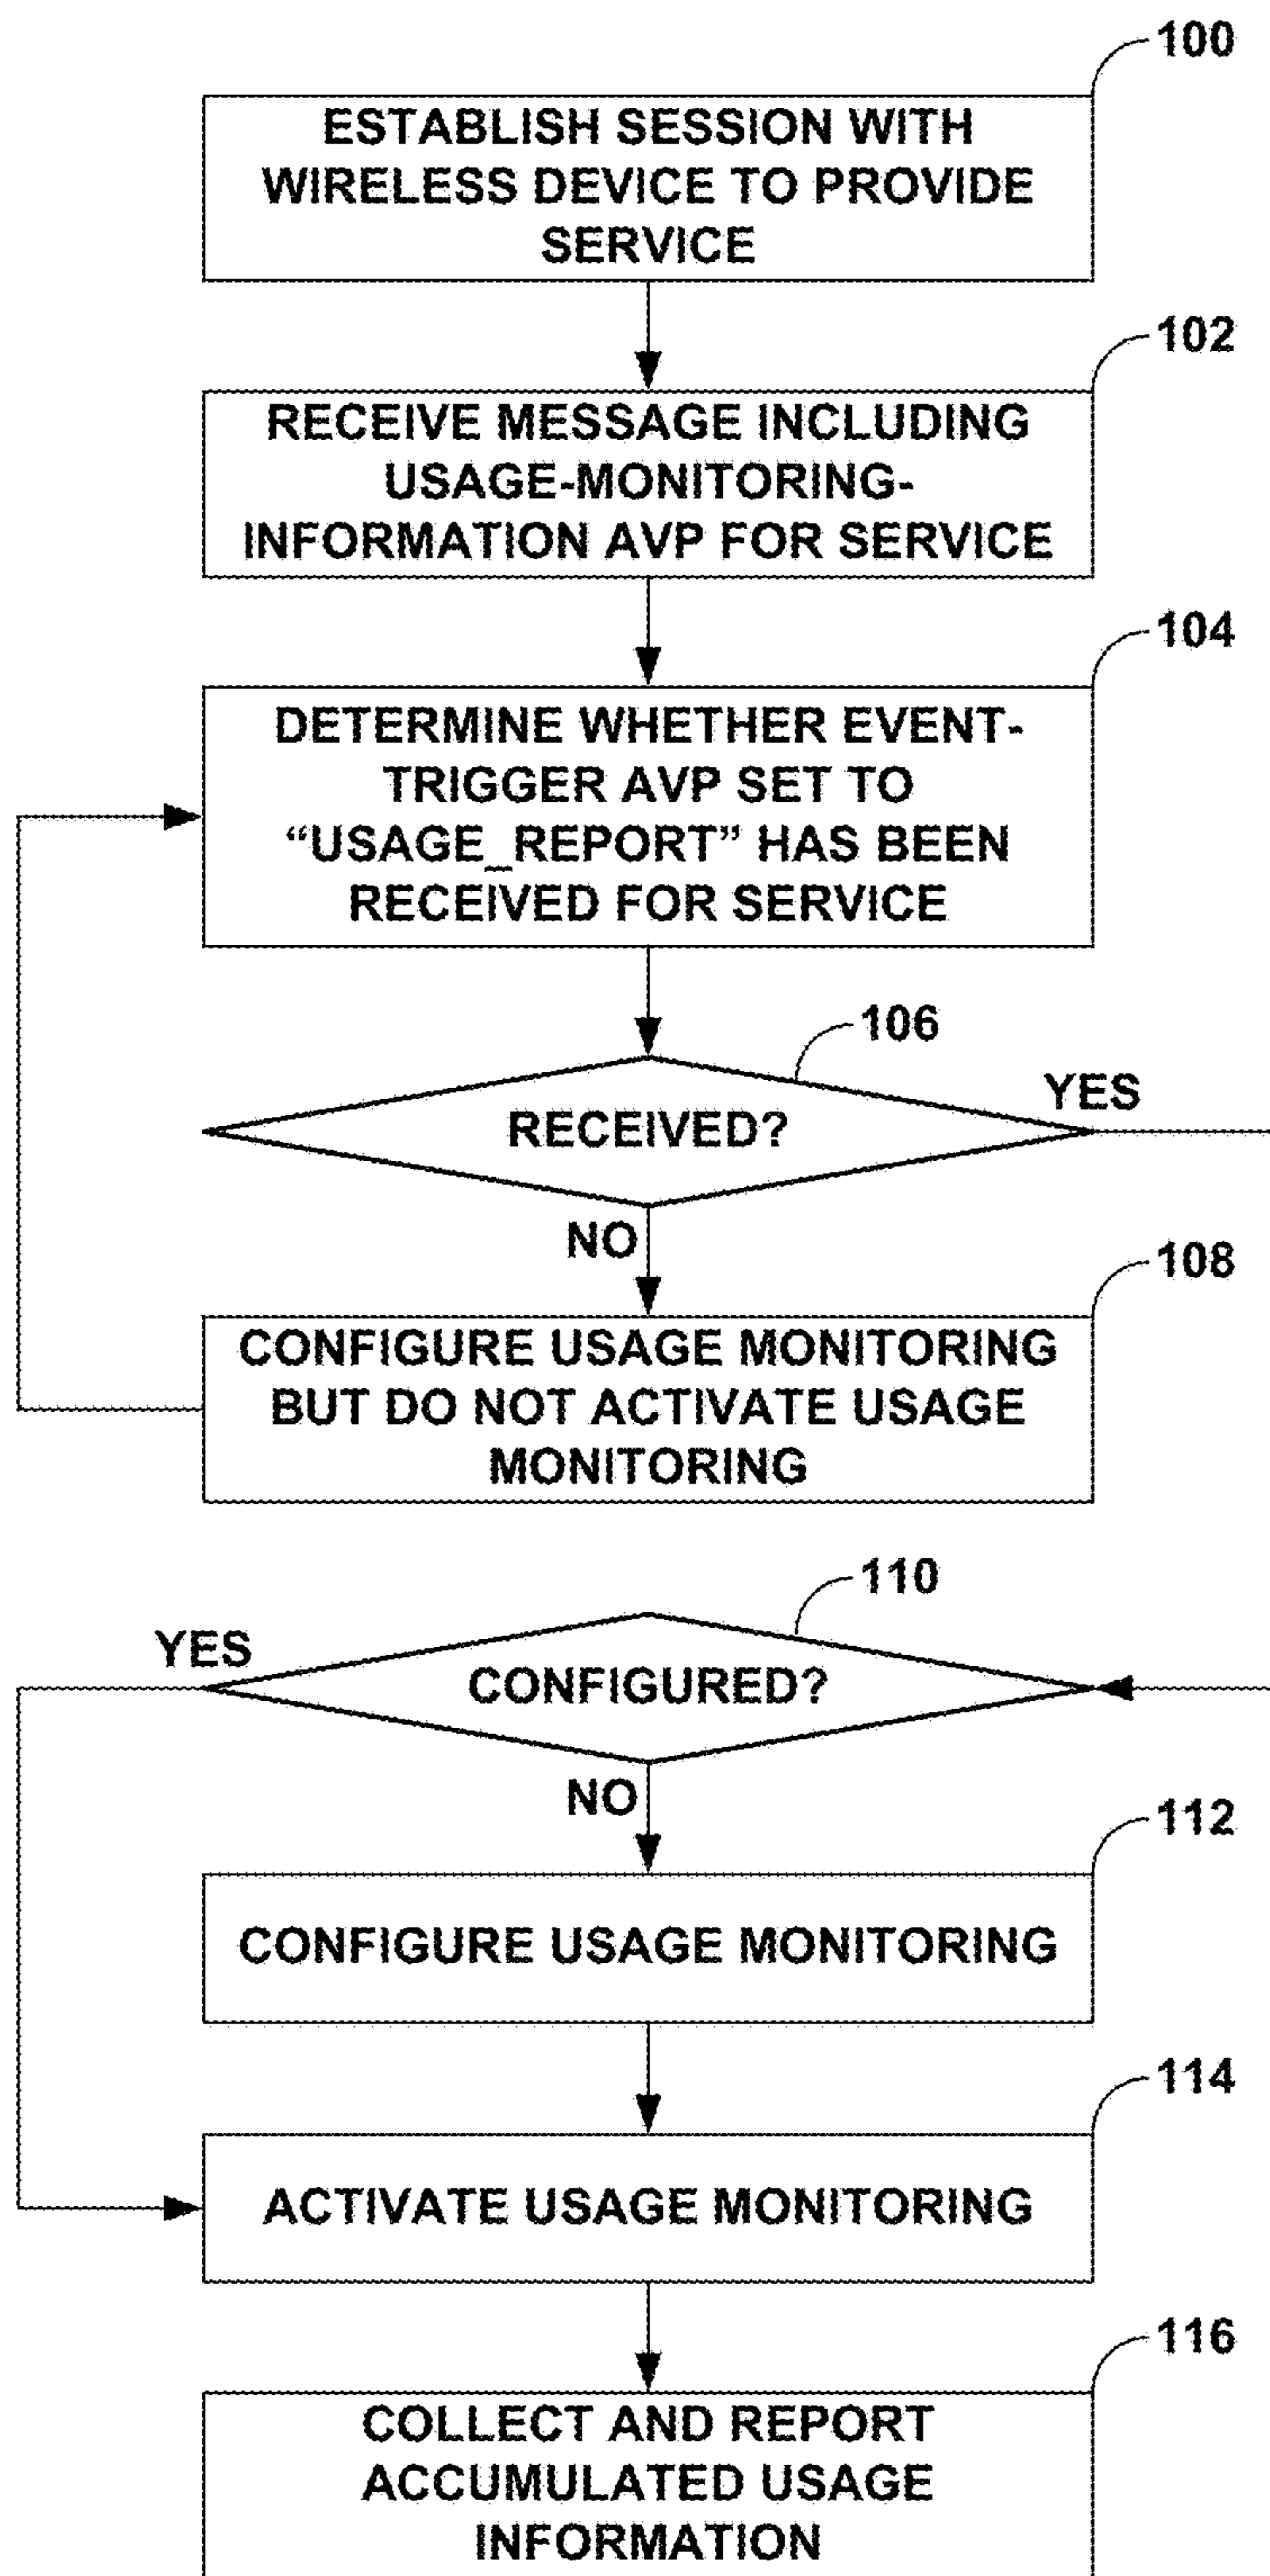 100
ESTABLISH SESSION WITH
WIRELESS DEVICE TO PROVIDE
SERVICE
102
RECEIVE MESSAGE INCLUDING
USAGE-MONITORING-
INFORMATION AVP FOR SERVICE
104
DETERMINE WHETHER EVENT-
TRIGGER AVP SET TO
“USAGE_REPORT” HAS BEEN
RECEIVED FOR SERVICE
106
RECEIVED?
YES
NO
108
CONFIGURE USAGE MONITORING
BUT DO NOT ACTIVATE USAGE
MONITORING
110
YES
CONFIGURED?
NO
112
CONFIGURE USAGE MONITORING
114
ACTIVATE USAGE MONITORING
116
COLLECT AND REPORT
ACCUMULATED USAGE
INFORMATION